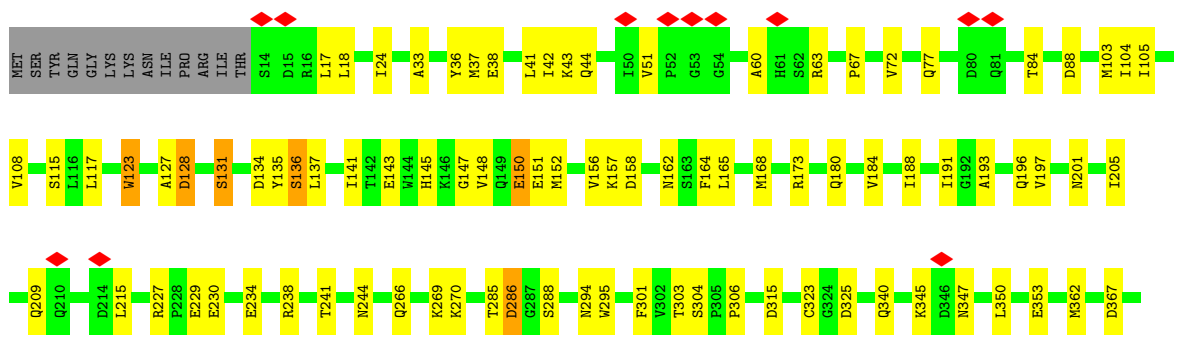 MET SER TYR GLN GLY LYS LYS ASN ILE PRO ARG ILE THR S14 D15 R16 L17 L18 I24 A33 Y36 M37 E38 L41 I42 K43 Q44 I50 V51 P52 G53 G54 A60 H61 S62 R63 P67 V72 Q77 D80 Q81 T84 D88 M103 I104 I105
V108 S115 L116 L117 W123 A127 D128 S131 D134 Y135 S136 L137 I141 T142 E143 W144 H145 K146 G147 V148 Q149 E150 E151 M152 V156 K157 D158 N162 S163 F164 L165 M168 R173 Q180 V184 I188 I191 G192 A193 Q196 V197 N201 I205
Q209 Q210 D214 L215 R227 P228 E229 E230 E234 R238 T241 N244 Q266 K269 K270 T285 D286 G287 S288 N294 W295 F301 V302 T303 S304 P305 P306 D315 C323 G324 D325 Q340 K345 D346 N347 L350 E353 M362 D367